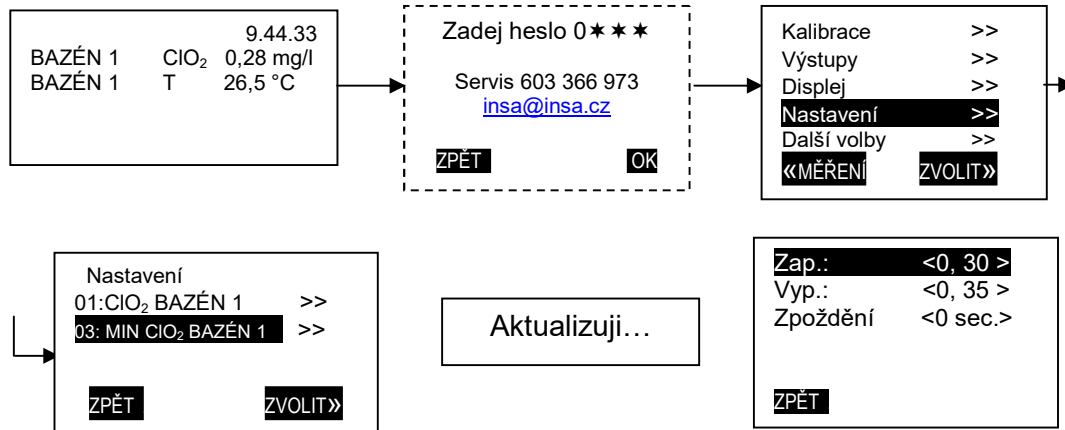 9.44.33
BAZÉN 1 ClO₂ 0,28 mg/l
BAZÉN 1 T 26,5 °C
Zadej heslo 0✶✶✶
Servis 603 366 973
insa@insa.cz
ZPĚT OK
Kalibrace >>
Výstupy >>
Displej >>
Nastavení >>
Další volby >>
«MĚŘENÍ ZVOLIT»
Nastavení
01:ClO₂ BAZÉN 1 >>
03: MIN ClO₂ BAZÉN 1 >>
ZPĚT ZVOLIT»
Aktualizuji…
Zap.: <0, 30 >
Vyp.: <0, 35 >
Zpoždění <0 sec.>
ZPĚT